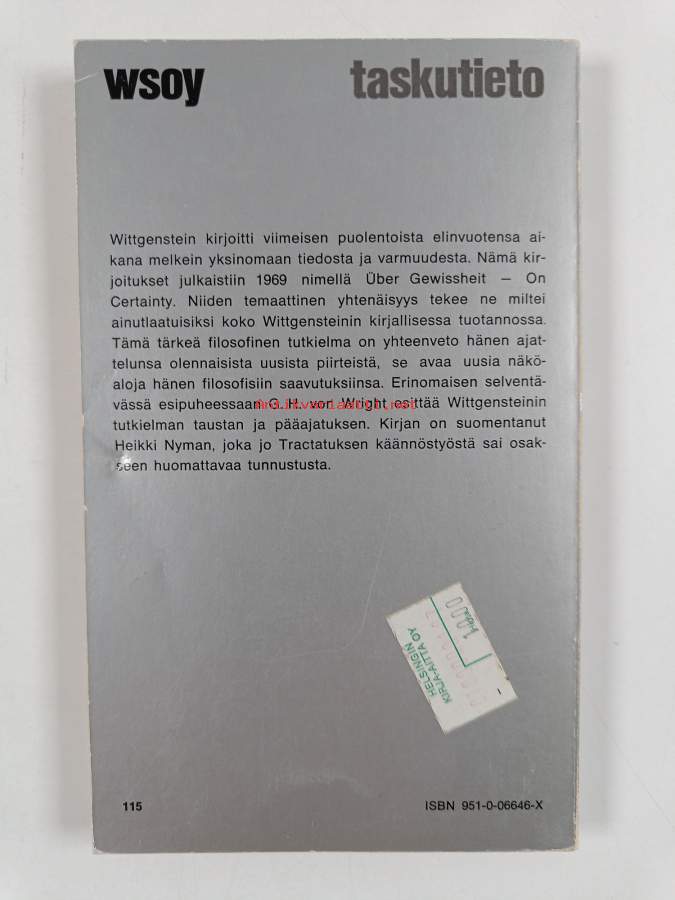 wsoy taskutieto
Wittgenstein kirjoitti viimeisen puolentoista elinvuotensa ai-
kana melkein yksinomaan tiedosta ja varmuudesta. Nämä kir-
joitukset julkaistiin 1969 nimellä Über Gewissheit — On
Certainty. Niiden temaattinen yhtenäisyys tekee ne miltei
ainutlaatuisiksi koko Wittgensteinin kirjallisessa tuotannossa.
Tämä tärkeä filosofinen tutkielma on yhteenveto hänen ajat-
telunsa olennaisista uusista piirteistä, se avaa uusia näkö-
aloja hänen filosofisiin saavutuksiinsa. Erinomaisen selventä-
vässä esipuheessaan G.H. von Wright esittää Wittgensteinin
tutkielman taustan ja pääajatuksen. Kirjan on suomentanut
Heikki Nyman, joka jo Tractatuksen käännöstyöstä sai osak-
seen huomattavaa tunnustusta.
HELSINGIN
KIRJA-AITTA OY
115 ISBN 951-0-06646-X